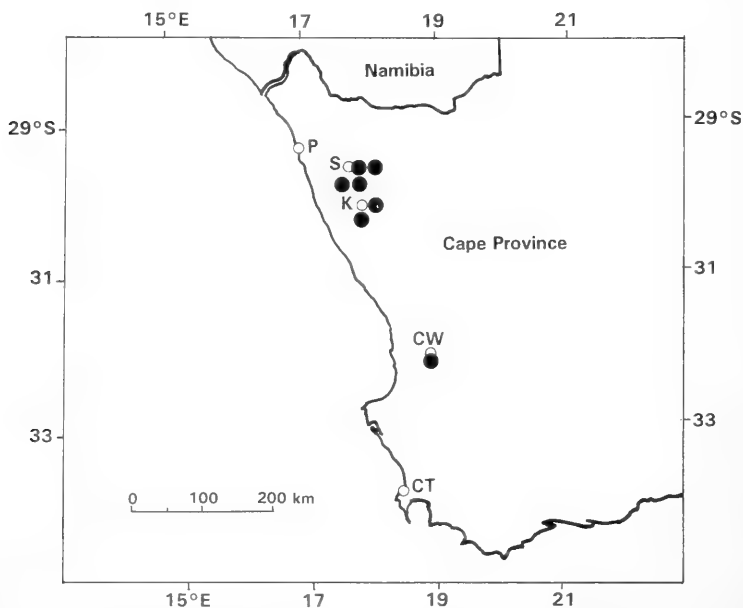 15°E 17 19 21
Namibia
29°S 29°S
P
S
K
Cape Province
31 31
CW
33 33
CT
0 100 200 km
15°E 17 19 21